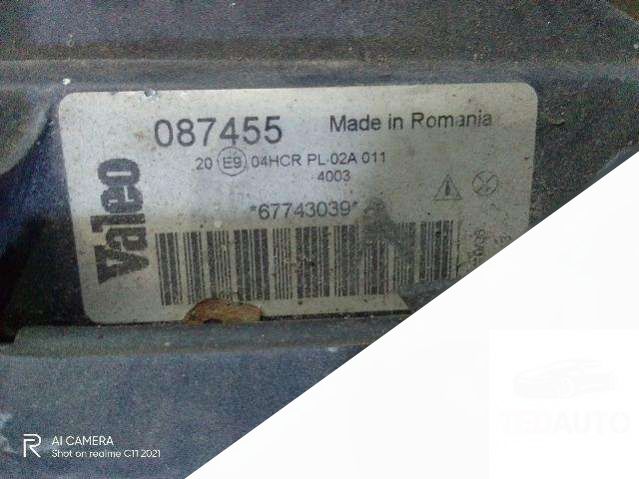 Valeo
087455 Made in Romania
20 E9 04HCR PL 02A 011
4003
*67743039*
AI CAMERA
Shot on realme C11 2021
TEDAUTO